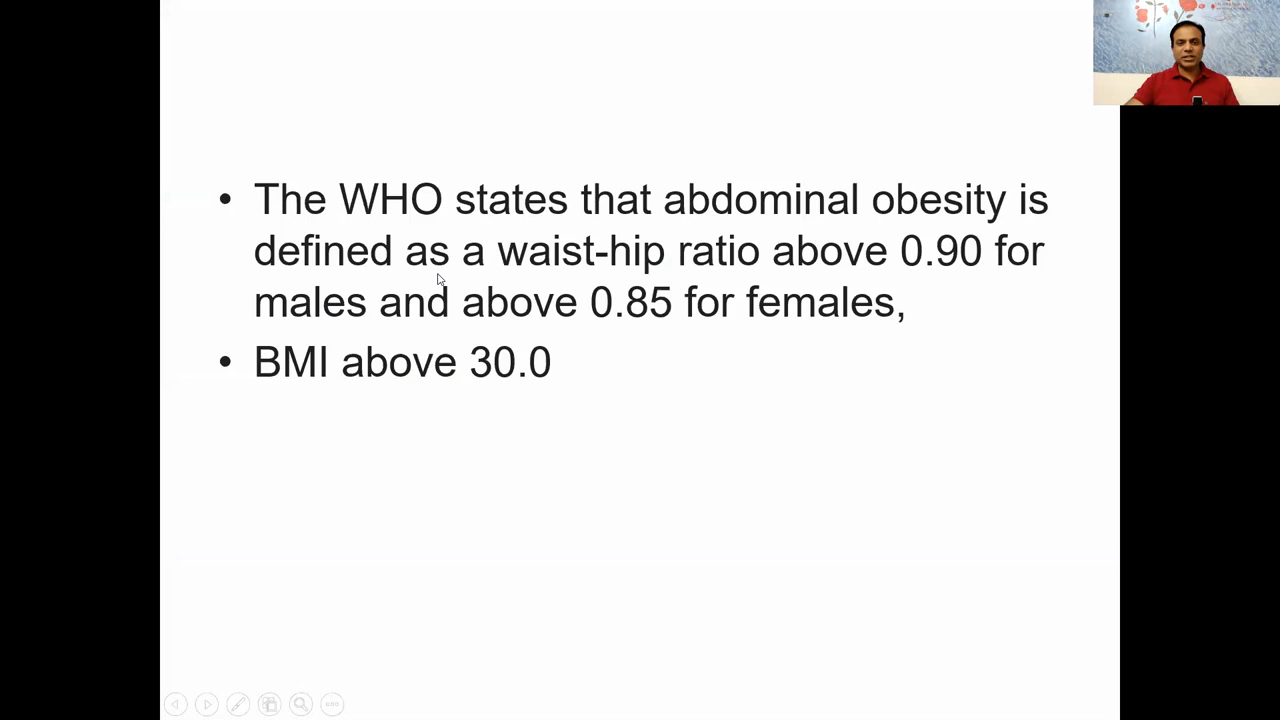 • The WHO states that abdominal obesity is
defined as a waist-hip ratio above 0.90 for
males and above 0.85 for females,
• BMI above 30.0